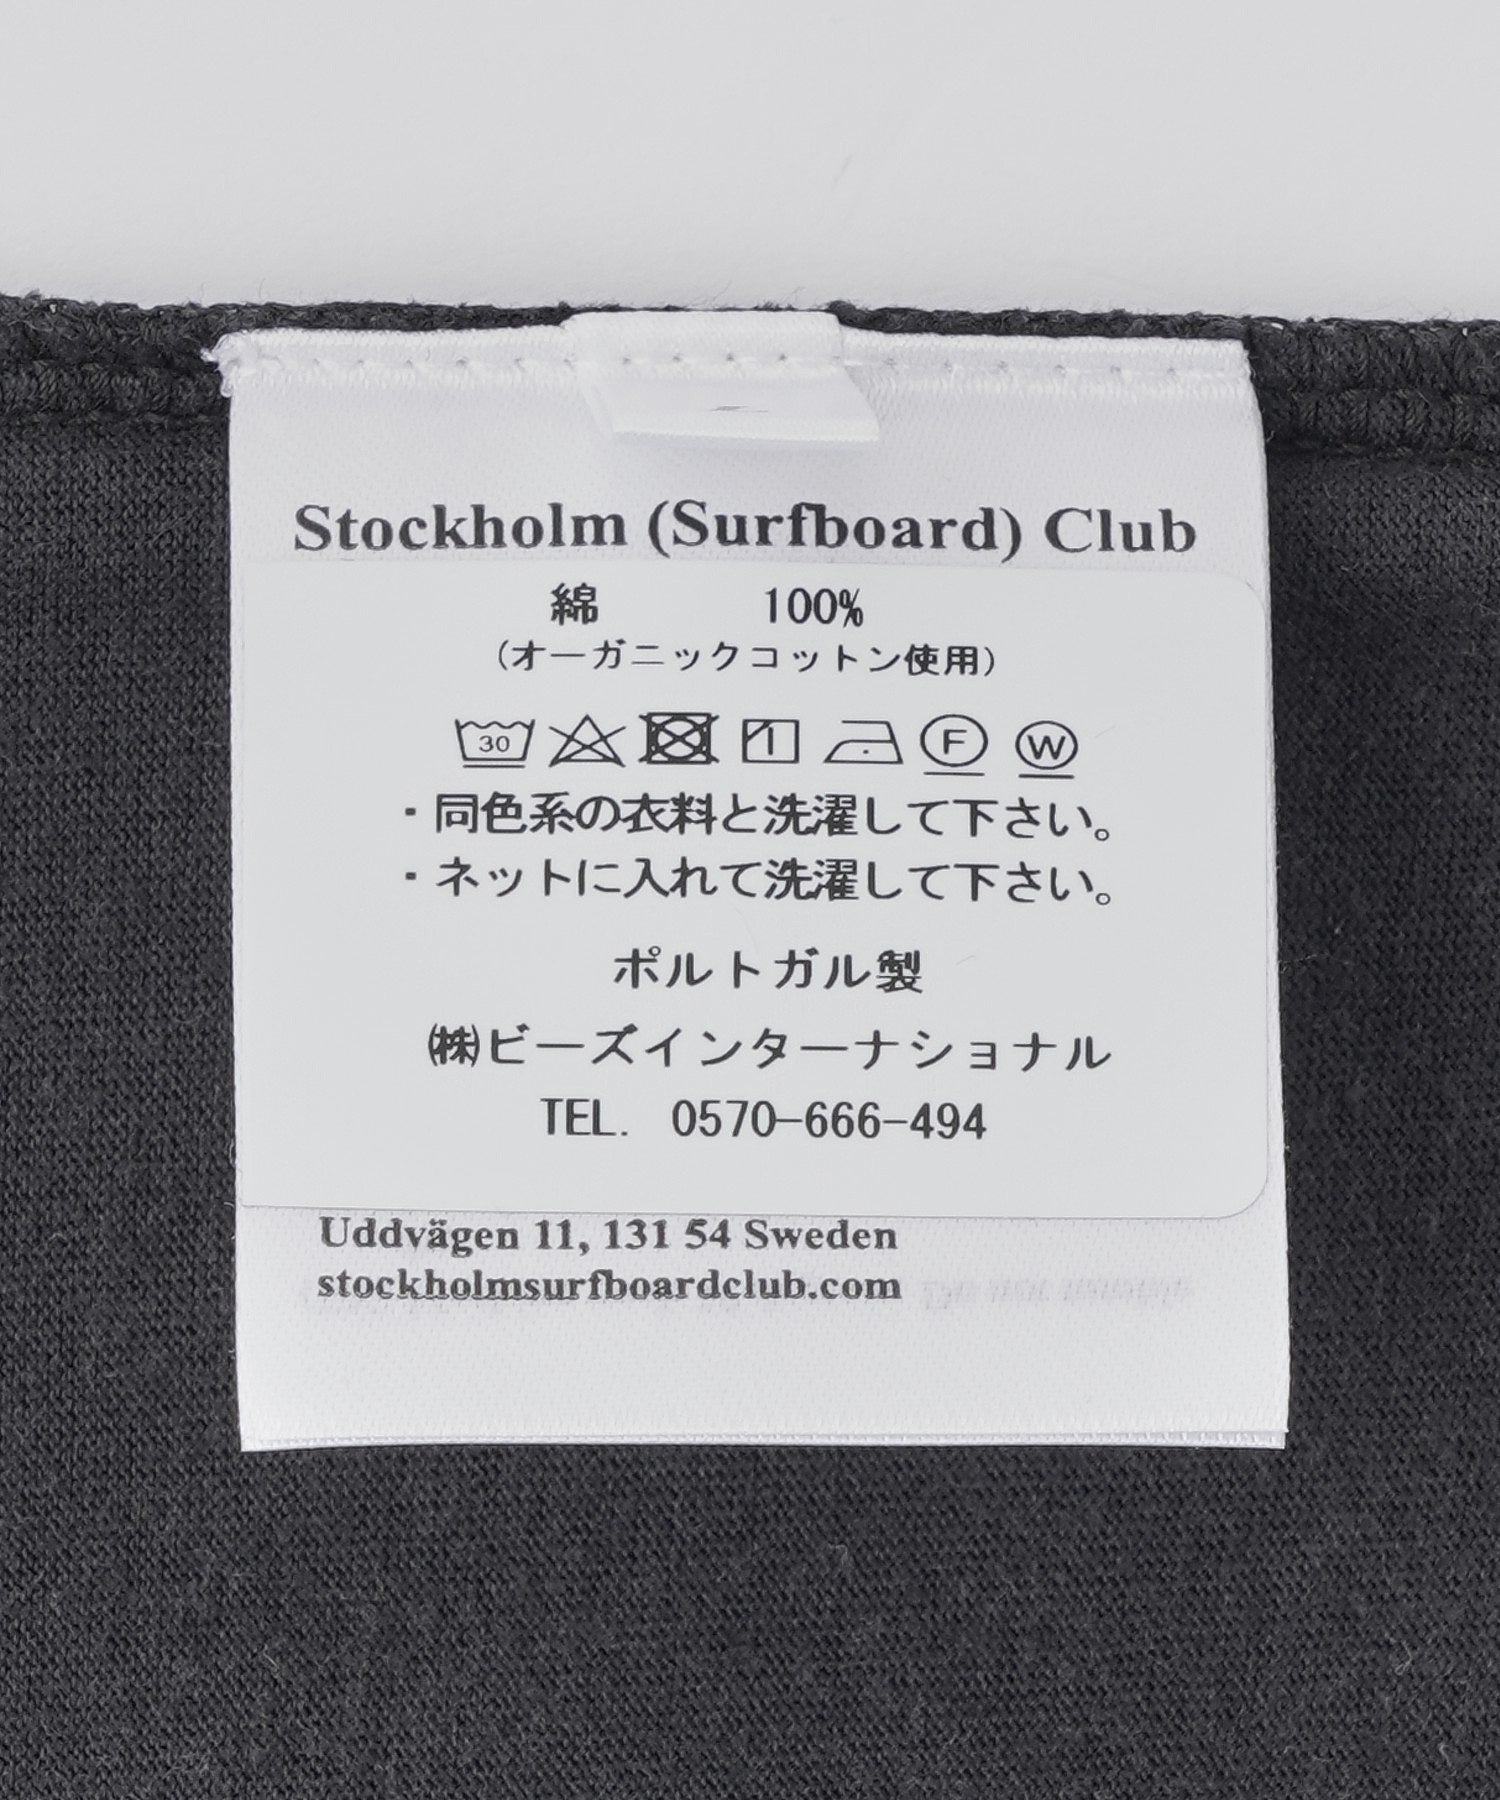 Stockholm (Surfboard) Club
綿 100%
(オーガニックコットン使用)
30 F W
・同色系の衣料と洗濯して下さい。
・ネットに入れて洗濯して下さい。
ポルトガル製
㈱ビーズインターナショナル
TEL. 0570-666-494
Uddvägen 11, 131 54 Sweden
stockholmsurfboardclub.com